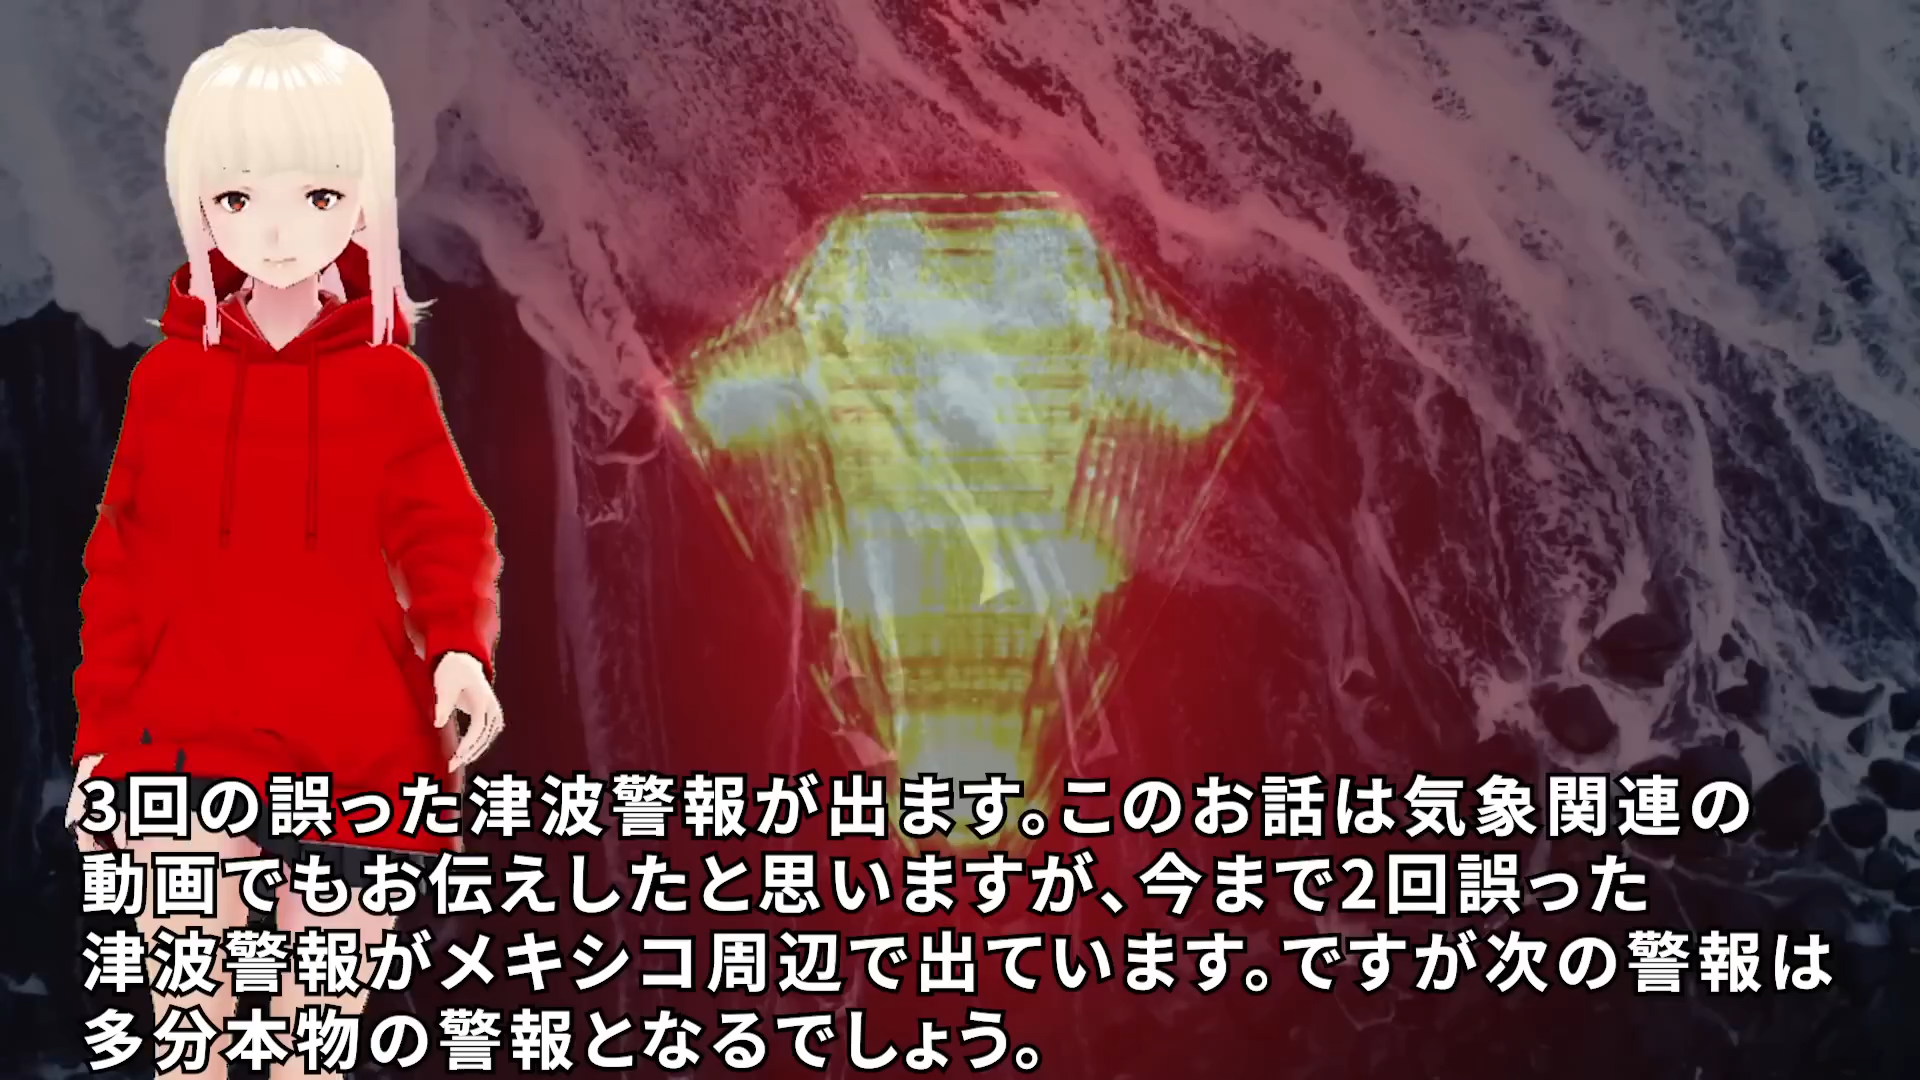 3回の誤った津波警報が出ます。このお話は気象関連の
動画でもお伝えしたと思いますが、今まで2回誤った
津波警報がメキシコ周辺で出ています。ですが次の警報は
多分本物の警報となるでしょう。